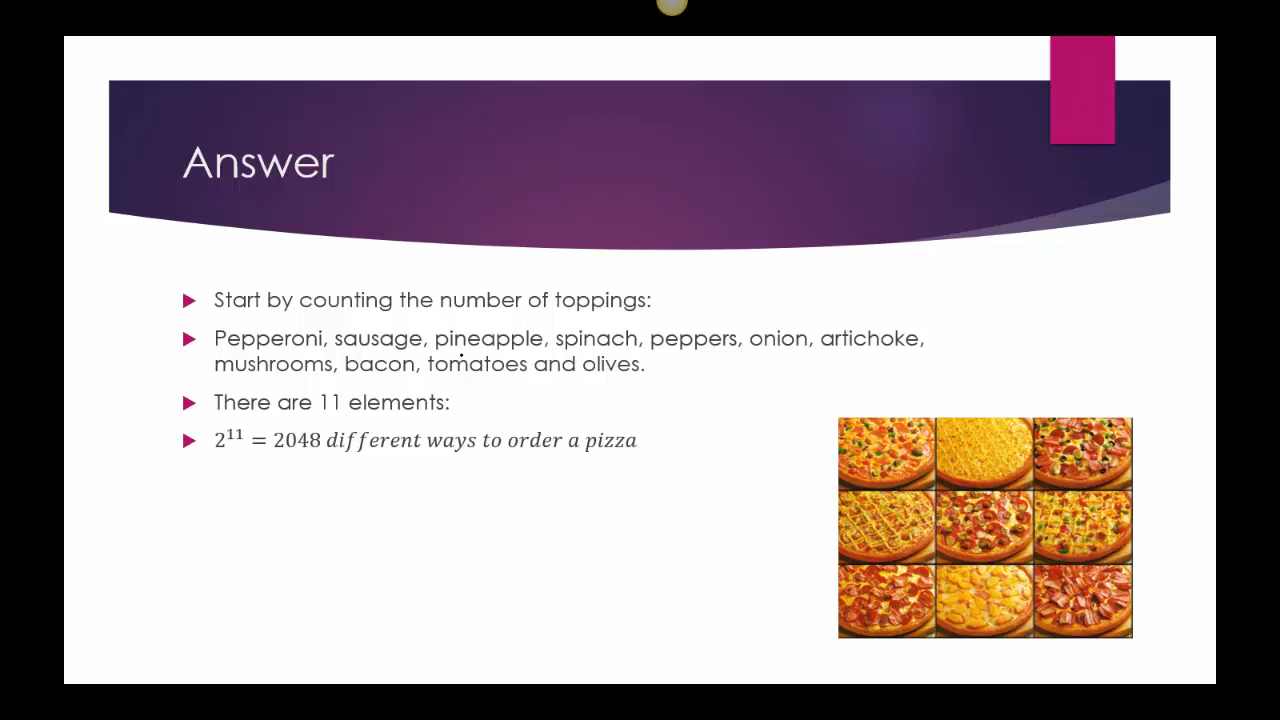 Answer
Start by counting the number of toppings:
Pepperoni, sausage, pineapple, spinach, peppers, onion, artichoke,
mushrooms, bacon, tomatoes and olives.
There are 11 elements:
2¹¹ = 2048 different ways to order a pizza